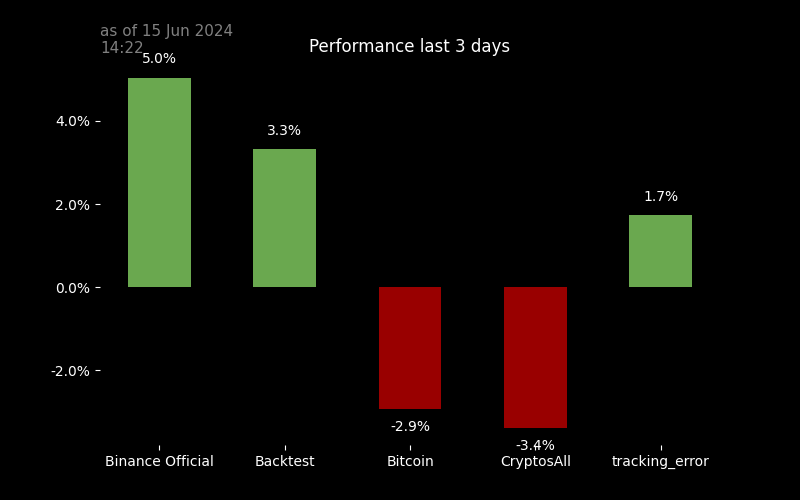 as of 15 Jun 2024
14:22
Performance last 3 days
5.0%
3.3%
1.7%
-2.9%
-3.4%
4.0%
2.0%
0.0%
-2.0%
Binance Official
Backtest
Bitcoin
CryptosAll
tracking_error